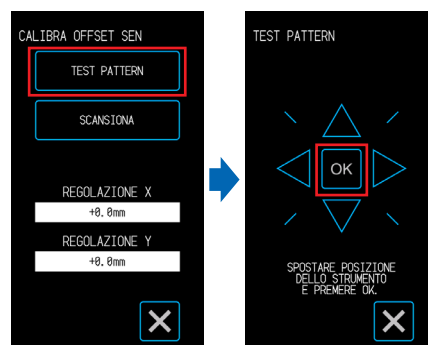 CALIBRA OFFSET SEN
TEST PATTERN
SCANSIONA
REGOLAZIONE X
+0.0mm
REGOLAZIONE Y
+0.0mm
TEST PATTERN
OK
SPOSTARE POSIZIONE
DELLO STRUMENTO
E PREMERE OK.